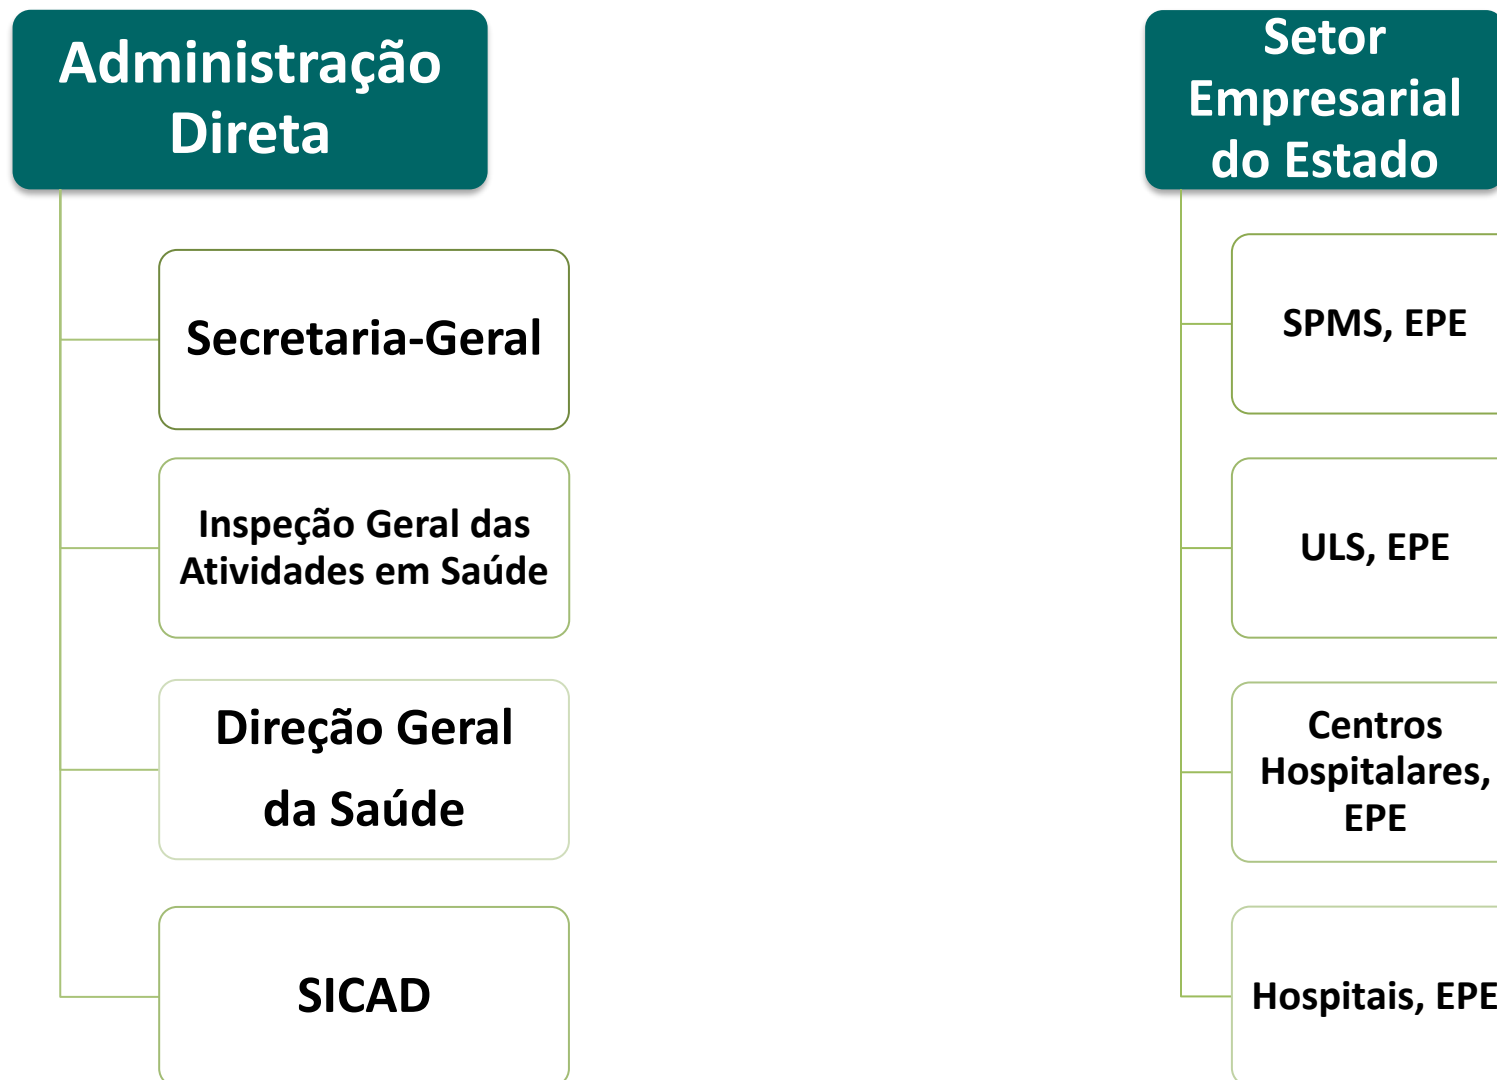 Administração
Direta
Secretaria-Geral
Inspeção Geral das
Atividades em Saúde
Direção Geral
da Saúde
SICAD
Setor
Empresarial
do Estado
SPMS, EPE
ULS, EPE
Centros
Hospitalares,
EPE
Hospitais, EPE